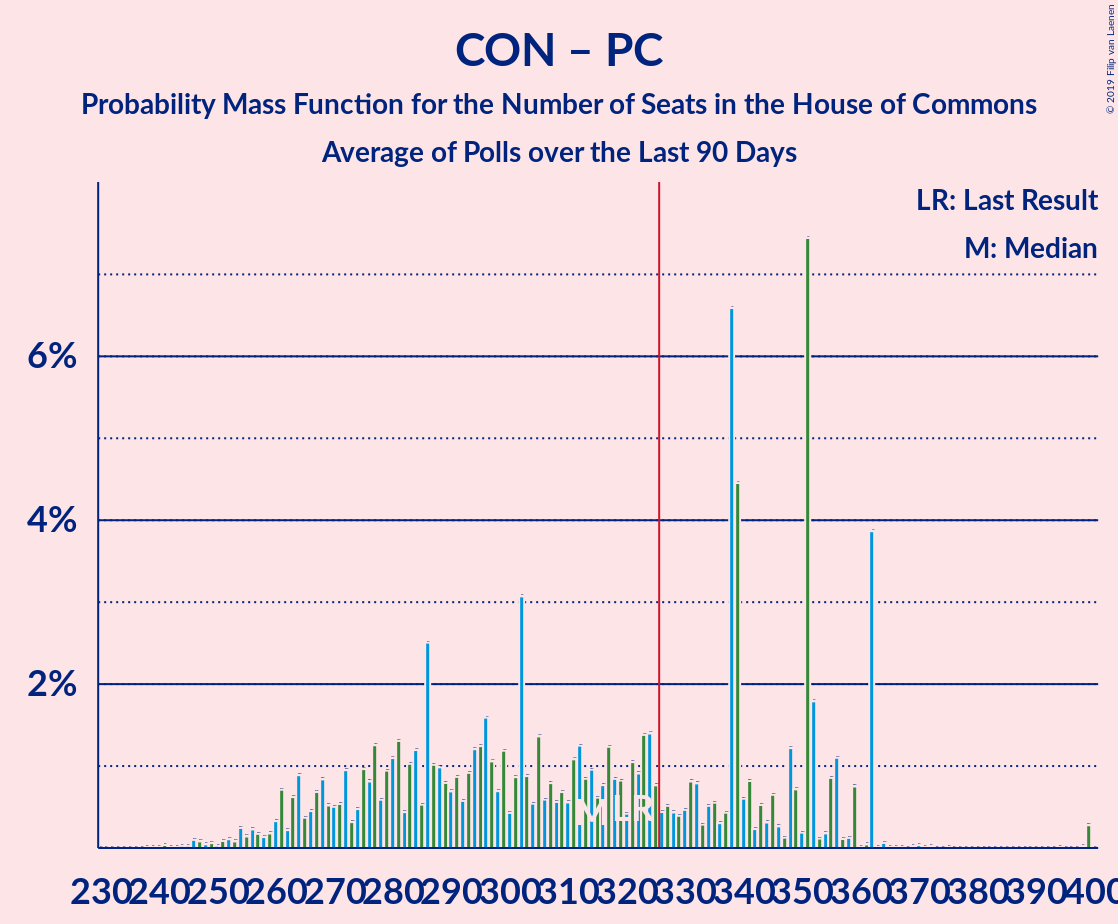 CON – PC
Probability Mass Function for the Number of Seats in the House of Commons
Average of Polls over the Last 90 Days
© 2019 Filip van Laenen
LR: Last Result
M: Median
6%
4%
2%
M LR
230 240 250 260 270 280 290 300 310 320 330 340 350 360 370 380 390 400